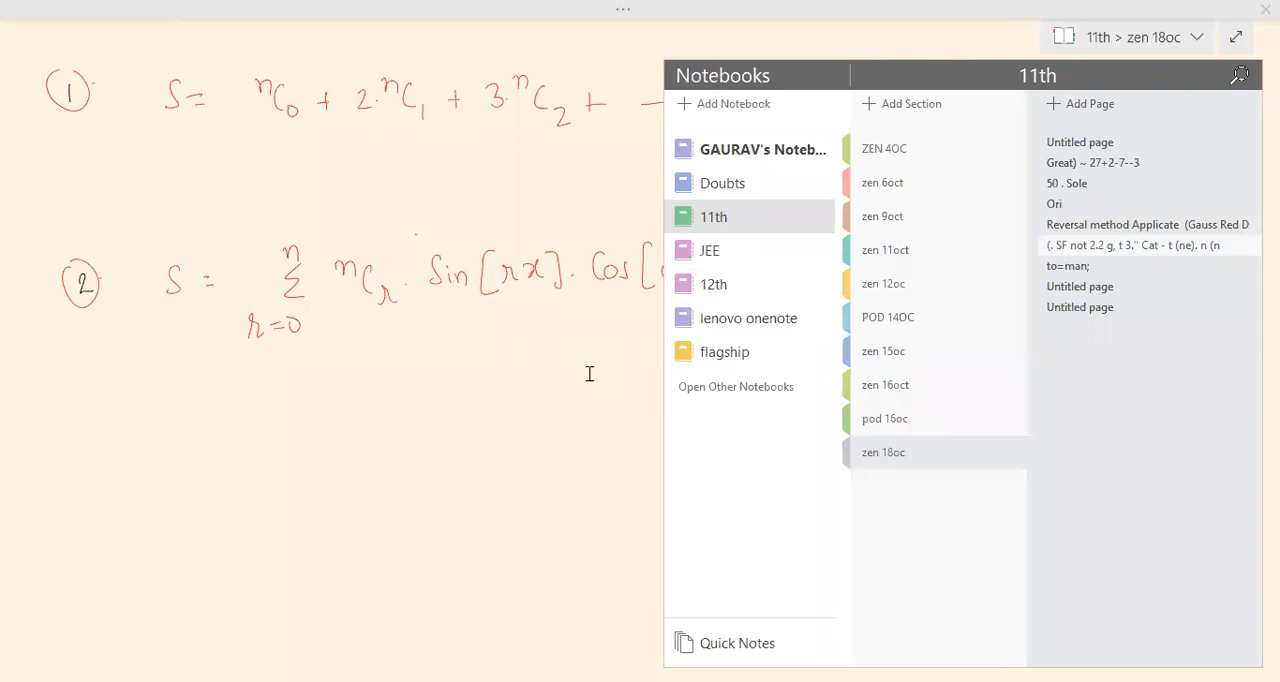 11th > zen 18oc
① S = ⁿC₀ + 2.ⁿC₁ + 3.ⁿC₂ + —
② S = Σ ⁿCᵣ . Sin[rx] . Cos[
n
r=0
Notebooks
+ Add Notebook
GAURAV's Noteb...
Doubts
11th
JEE
12th
lenovo onenote
flagship
Open Other Notebooks
Quick Notes
11th
+ Add Section
ZEN 4OC
zen 6oct
zen 9oct
zen 11oct
zen 12oc
POD 14OC
zen 15oc
zen 16oct
pod 16oc
zen 18oc
+ Add Page
Untitled page
Great) ~ 27+2-7--3
50 . Sole
Ori
Reversal method Applicate (Gauss Red D
(. SF not 2.2 g, t 3." Cat - t (ne). n (n
to=man;
Untitled page
Untitled page